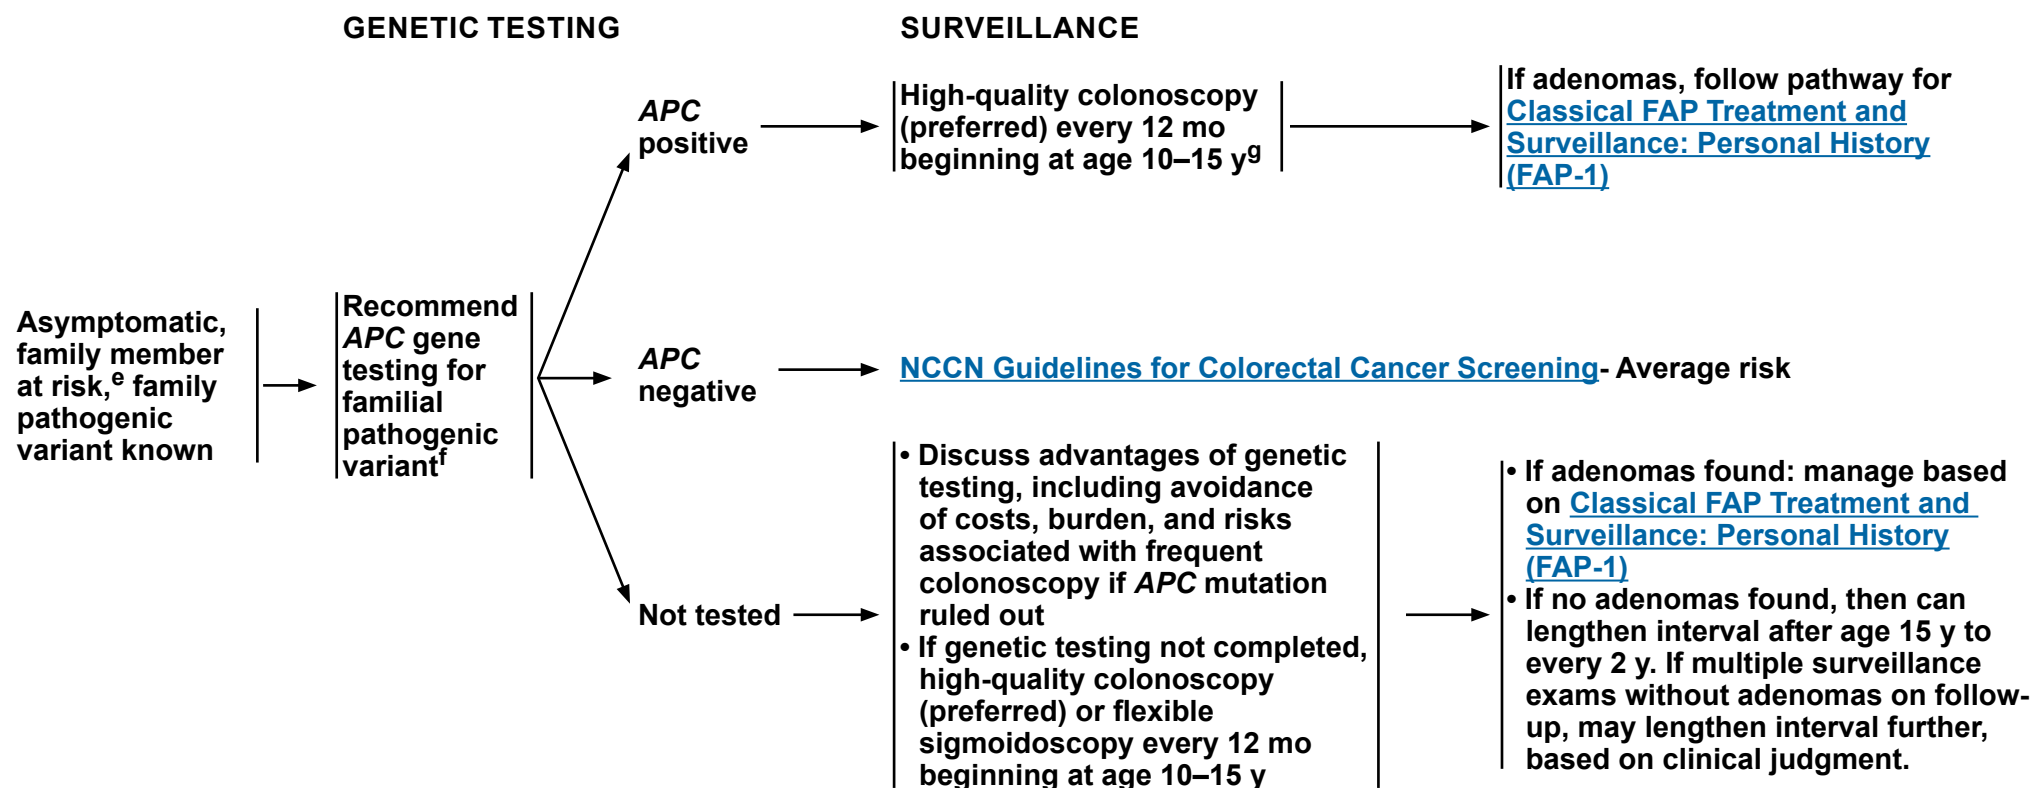 GENETIC TESTING
SURVEILLANCE
Asymptomatic,
family member
at risk,e family
pathogenic
variant known
Recommend
APC gene
testing for
familial
pathogenic
variantf
APC
positive
High-quality colonoscopy
(preferred) every 12 mo
beginning at age 10–15 yg
If adenomas, follow pathway for
Classical FAP Treatment and
Surveillance: Personal History
(FAP-1)
APC
negative
NCCN Guidelines for Colorectal Cancer Screening- Average risk
Not tested
• Discuss advantages of genetic
testing, including avoidance
of costs, burden, and risks
associated with frequent
colonoscopy if APC mutation
ruled out
• If genetic testing not completed,
high-quality colonoscopy
(preferred) or flexible
sigmoidoscopy every 12 mo
beginning at age 10–15 y
• If adenomas found: manage based
on Classical FAP Treatment and
Surveillance: Personal History
(FAP-1)
• If no adenomas found, then can
lengthen interval after age 15 y to
every 2 y. If multiple surveillance
exams without adenomas on follow-
up, may lengthen interval further,
based on clinical judgment.